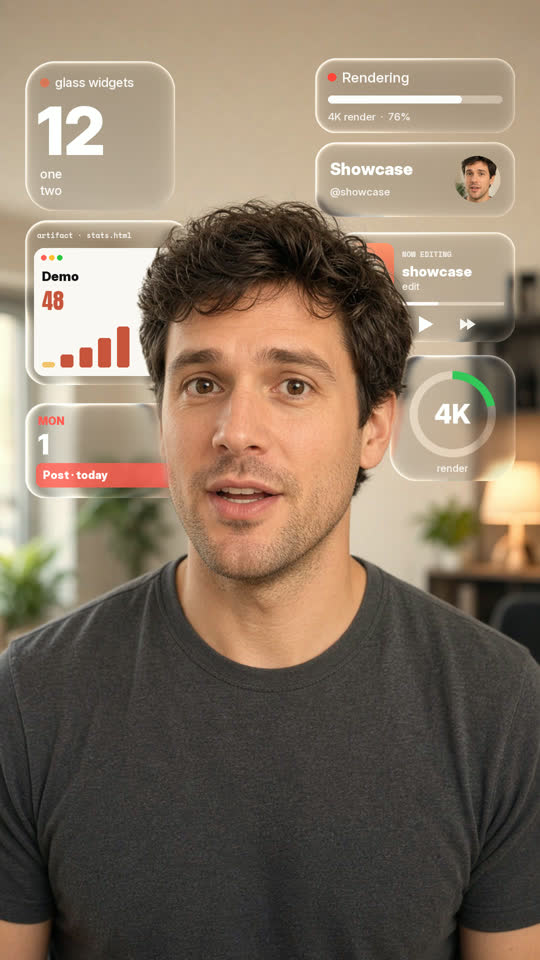 glass widgets
12
one
two
artifact · stats.html
Demo
48
MON
1
Post · today
Rendering
4K render · 76%
Showcase
@showcase
NOW EDITING
showcase
edit
4K
render